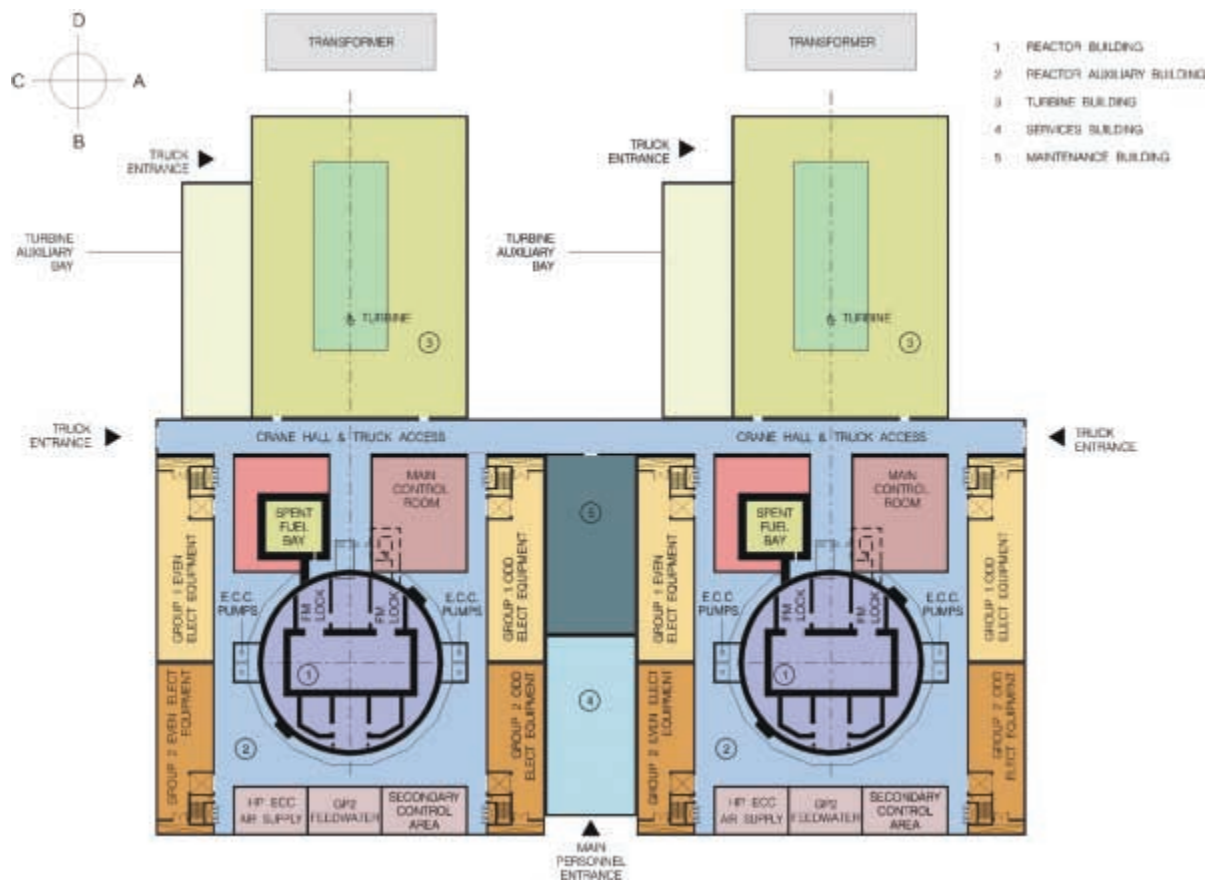 D
C
A
B
TRANSFORMER
TRANSFORMER
1 REACTOR BUILDING
2 REACTOR AUXILIARY BUILDING
3 TURBINE BUILDING
4 SERVICES BUILDING
5 MAINTENANCE BUILDING
TRUCK
ENTRANCE
TRUCK
ENTRANCE
TURBINE
AUXILIARY
BAY
TURBINE
AUXILIARY
BAY
TURBINE
3
TURBINE
3
TRUCK
ENTRANCE
CRANE HALL & TRUCK ACCESS
CRANE HALL & TRUCK ACCESS
TRUCK
ENTRANCE
SPENT
FUEL
BAY
MAIN
CONTROL
ROOM
5
SPENT
FUEL
BAY
MAIN
CONTROL
ROOM
GROUP 1 EVEN
ELECT EQUIPMENT
E.C.C.
PUMPS
FM
LOCK
FM
LOCK
E.C.C.
PUMPS
GROUP 1 ODD
ELECT EQUIPMENT
GROUP 1 EVEN
ELECT EQUIPMENT
E.C.C.
PUMPS
FM
LOCK
FM
LOCK
E.C.C.
PUMPS
GROUP 1 ODD
ELECT EQUIPMENT
1
4
1
GROUP 2 EVEN ELECT
EQUIPMENT
2
GROUP 2 ODD
ELECT EQUIPMENT
GROUP 2 EVEN ELECT
EQUIPMENT
2
GROUP 2 ODD
ELECT EQUIPMENT
HP ECC
AIR SUPPLY
GP2
FEEDWATER
SECONDARY
CONTROL
AREA
HP ECC
AIR SUPPLY
GP2
FEEDWATER
SECONDARY
CONTROL
AREA
MAIN
PERSONNEL
ENTRANCE